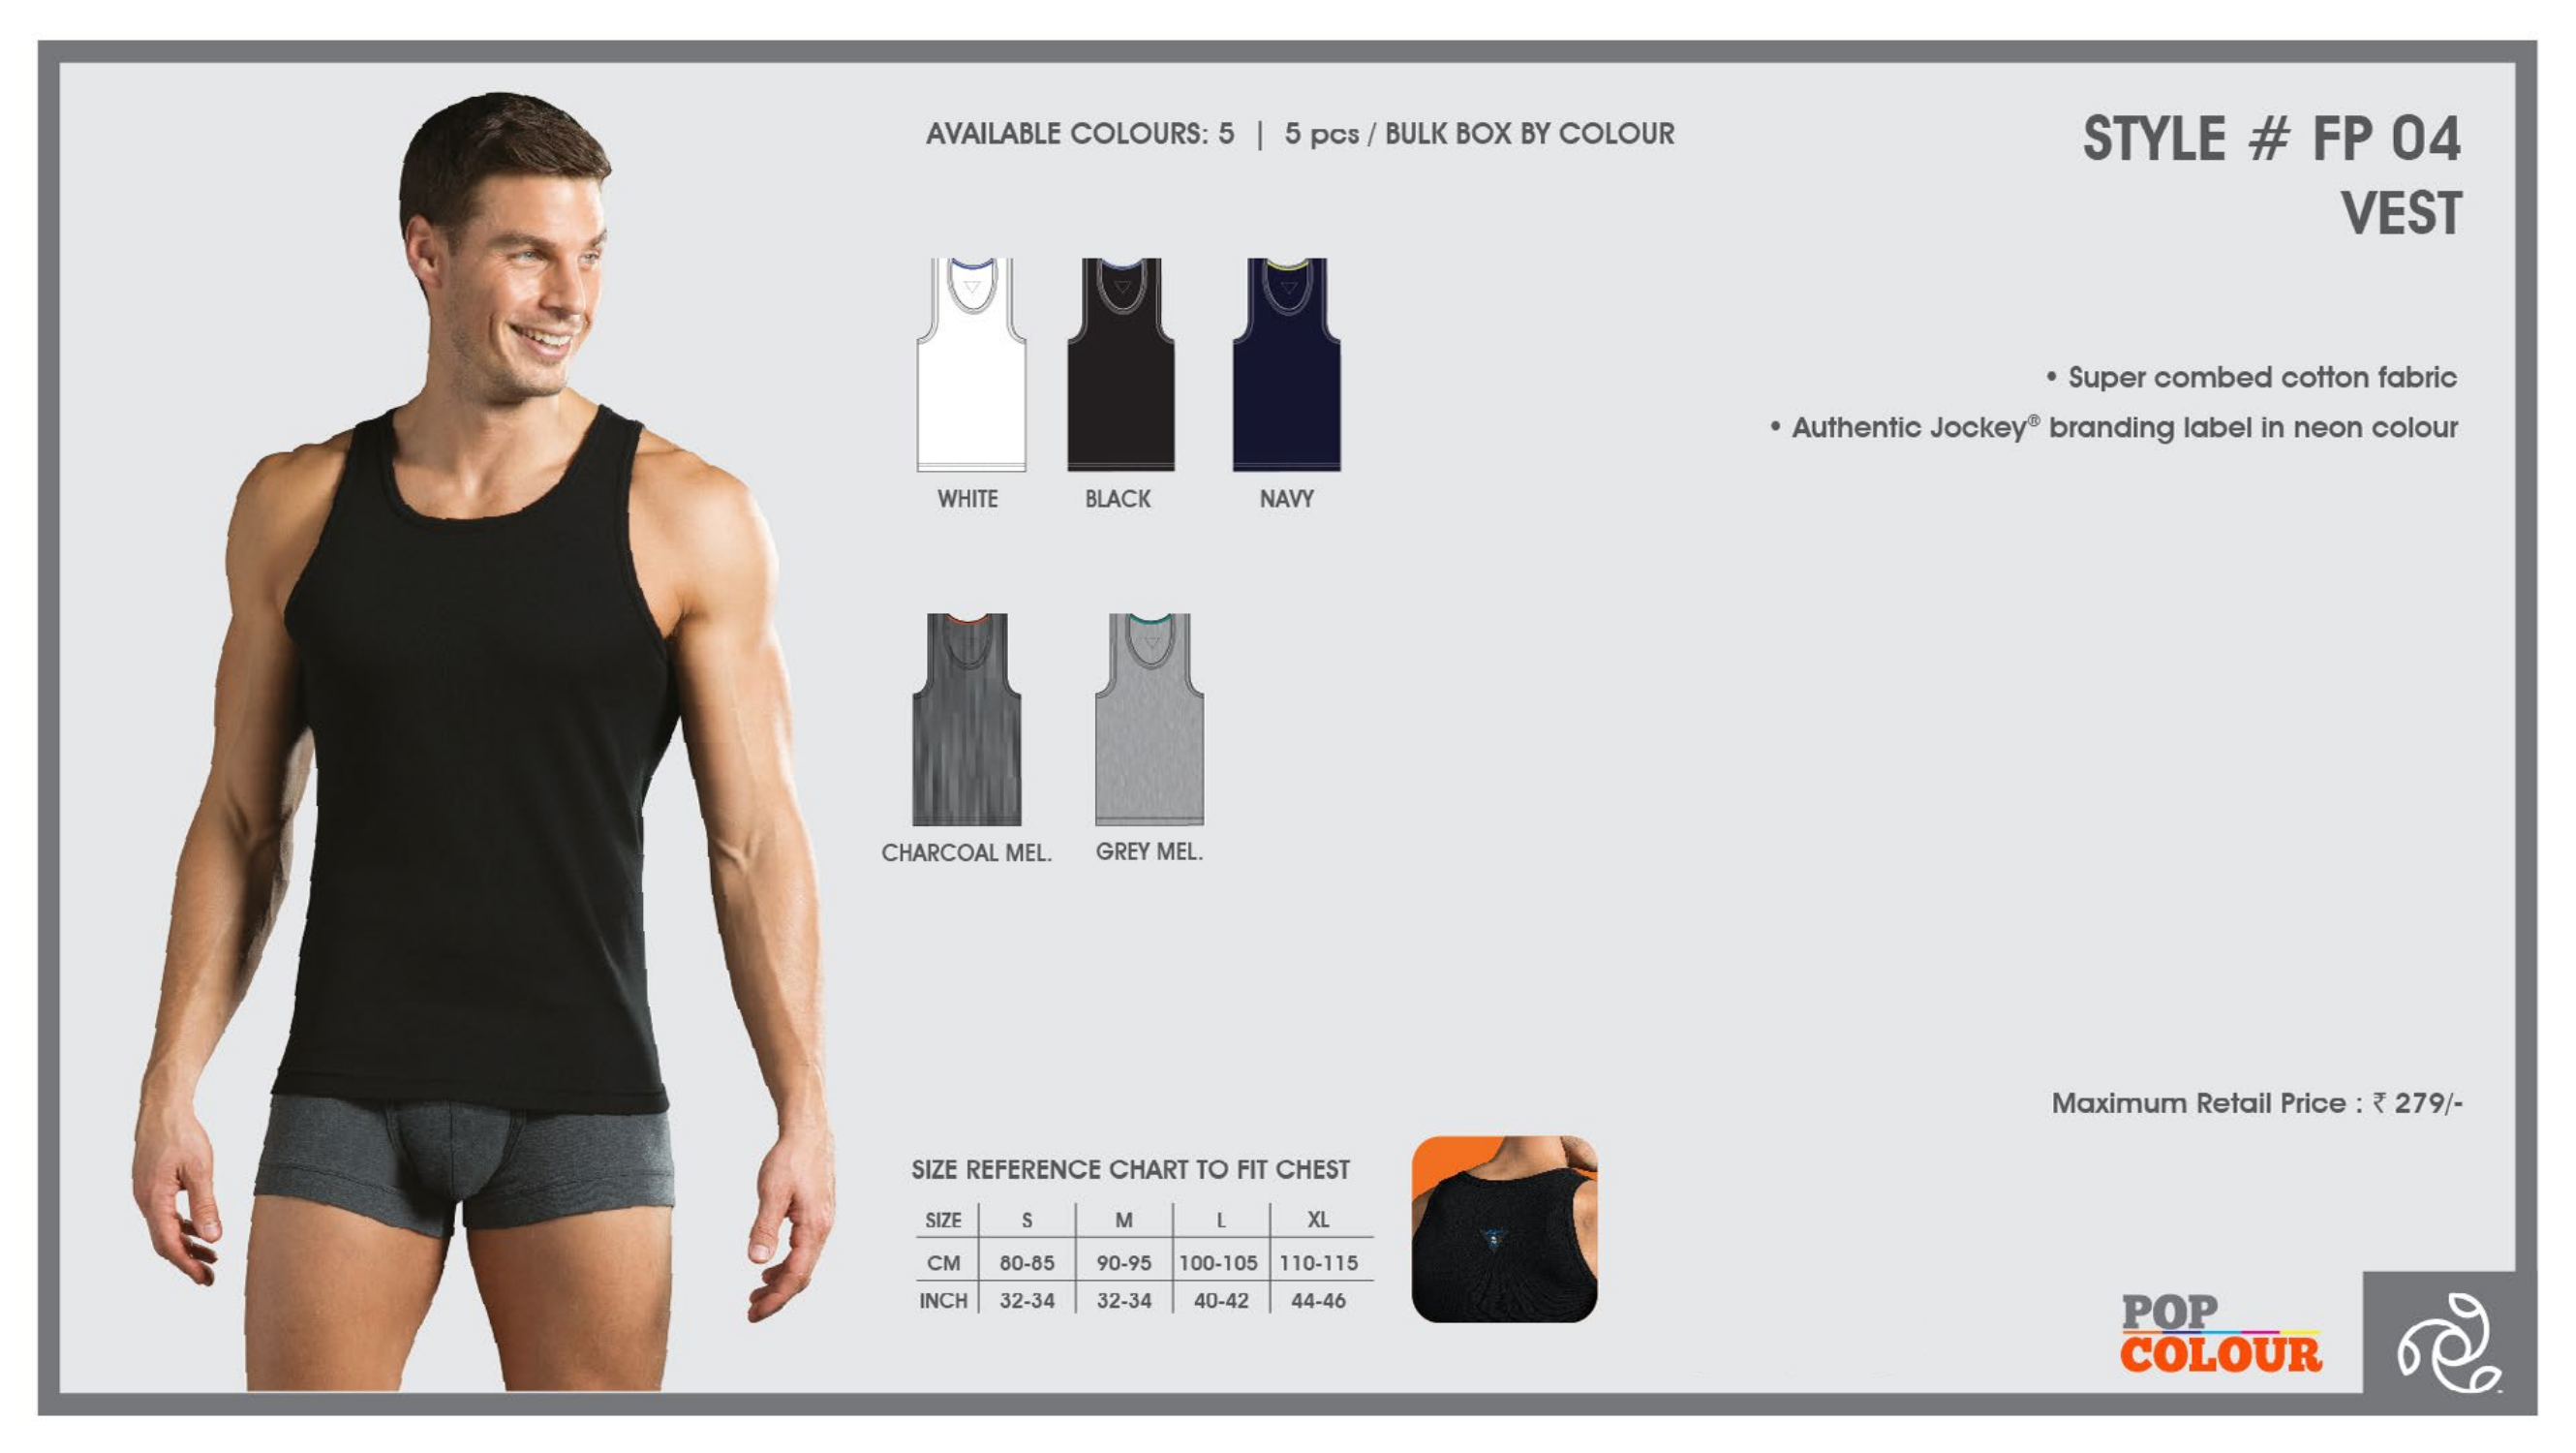 AVAILABLE COLOURS: 5 | 5 pcs / BULK BOX BY COLOUR
STYLE # FP 04
VEST
• Super combed cotton fabric
• Authentic Jockey® branding label in neon colour
WHITE BLACK NAVY
CHARCOAL MEL. GREY MEL.
Maximum Retail Price : ₹ 279/-
SIZE REFERENCE CHART TO FIT CHEST
SIZE S M L XL
CM 80-85 90-95 100-105 110-115
INCH 32-34 32-34 40-42 44-46
POP
COLOUR